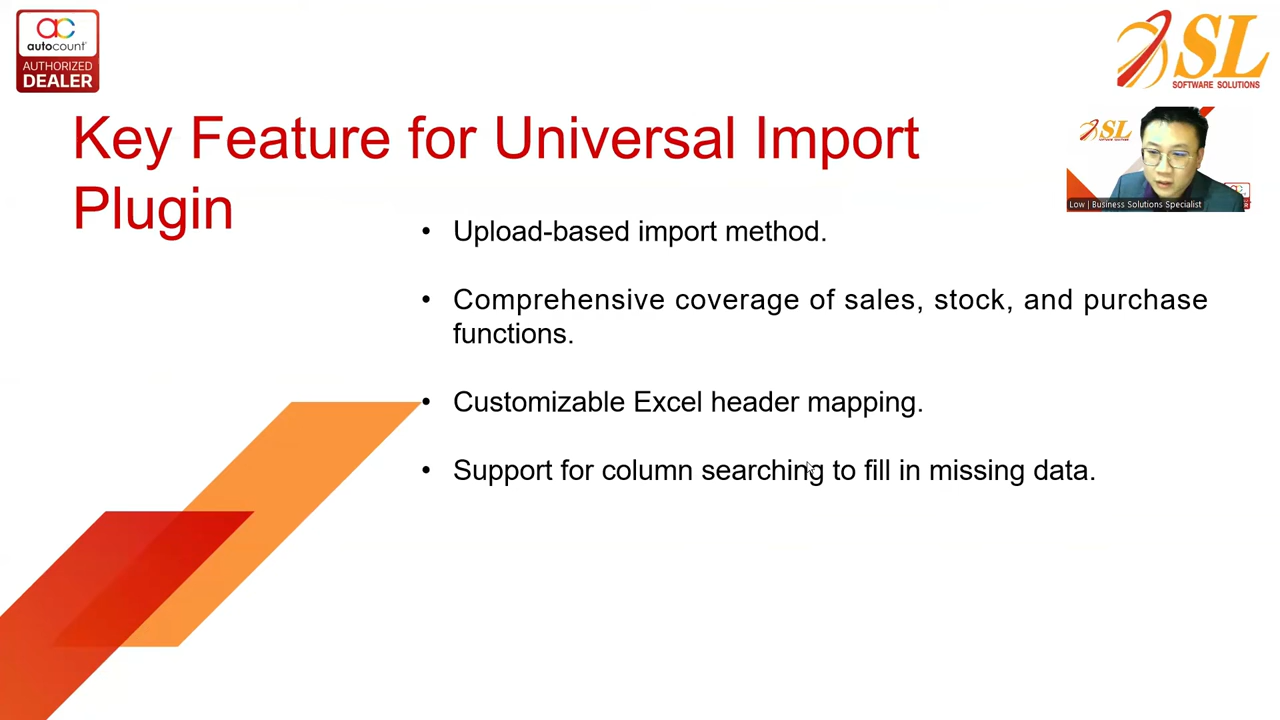 autocount
AUTHORIZED
DEALER
SL
SOFTWARE SOLUTIONS
Key Feature for Universal Import
Plugin
SL
Low | Business Solutions Specialist
• Upload-based import method.
• Comprehensive coverage of sales, stock, and purchase
functions.
• Customizable Excel header mapping.
• Support for column searching to fill in missing data.